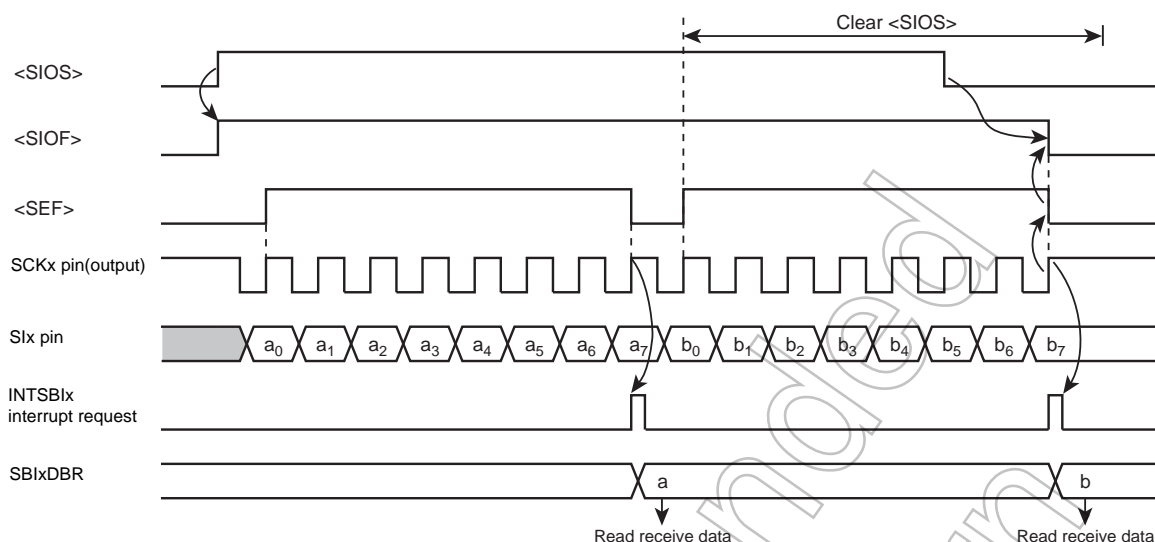 Clear <SIOS>
<SIOS>
<SIOF>
<SEF>
SCKx pin(output)
SIx pin
a0 a1 a2 a3 a4 a5 a6 a7 b0 b1 b2 b3 b4 b5 b6 b7
INTSBIx
interrupt request
SBIxDBR
a b
Read receive data Read receive data